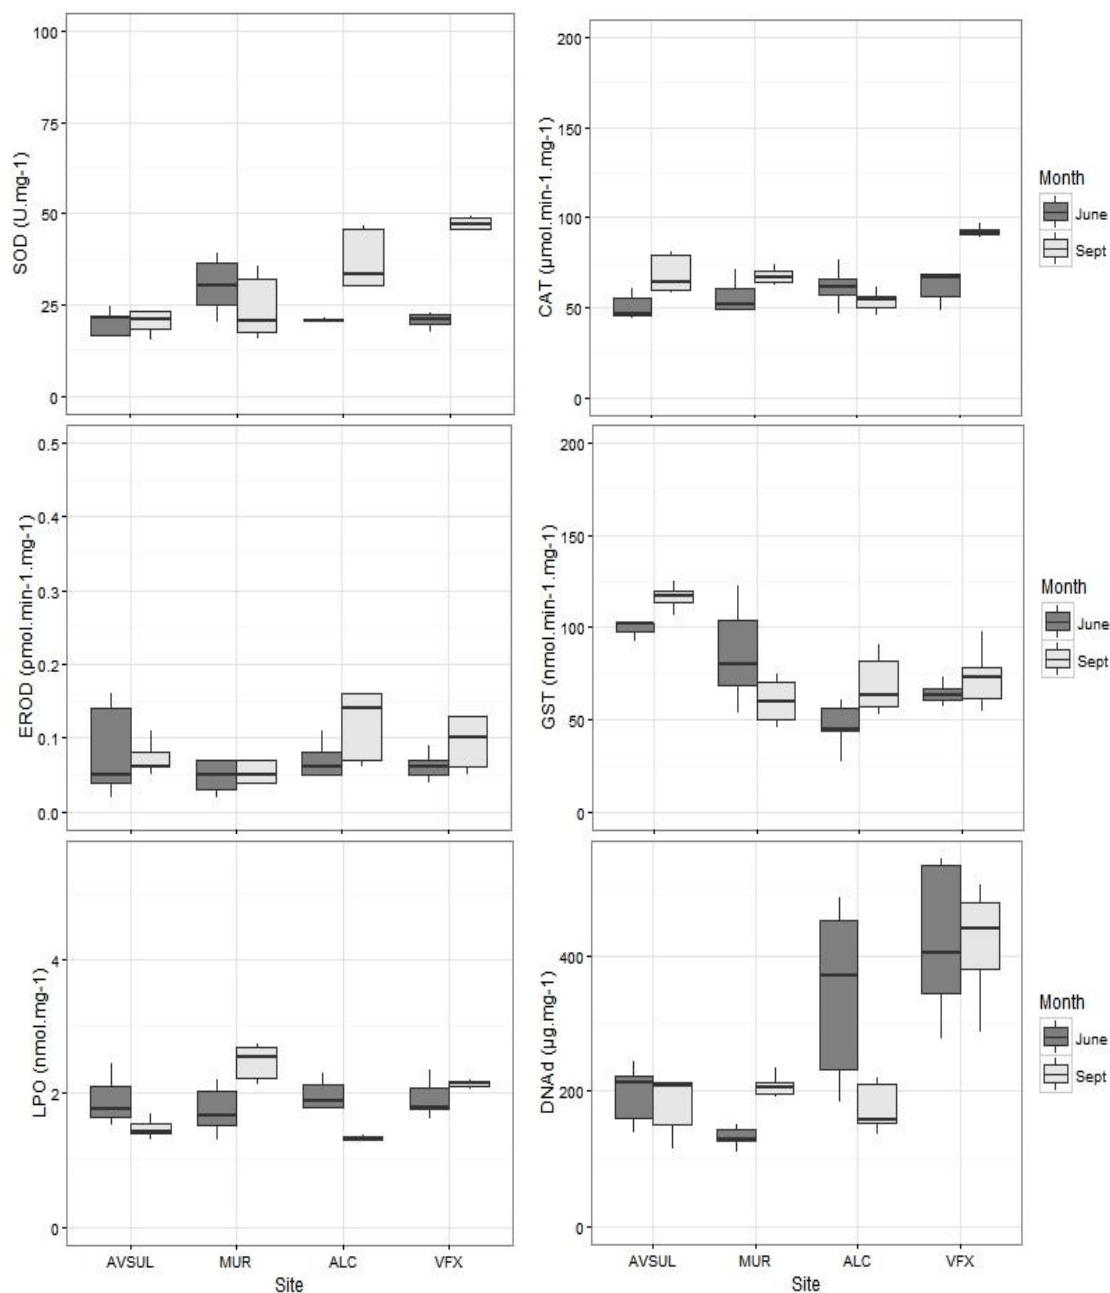 SOD (U.mg-1)
100
75
50
25
0
CAT (µmol.min-1.mg-1)
200
150
100
50
0
Month
June
Sept
EROD (ρmol.min-1.mg-1)
0.5
0.4
0.3
0.2
0.1
0.0
GST (nmol.min-1.mg-1)
200
150
100
50
0
Month
June
Sept
LPO (nmol.mg-1)
4
2
0
AVSUL MUR ALC VFX
Site
DNAd (µg.mg-1)
400
200
0
AVSUL MUR ALC VFX
Site
Month
June
Sept